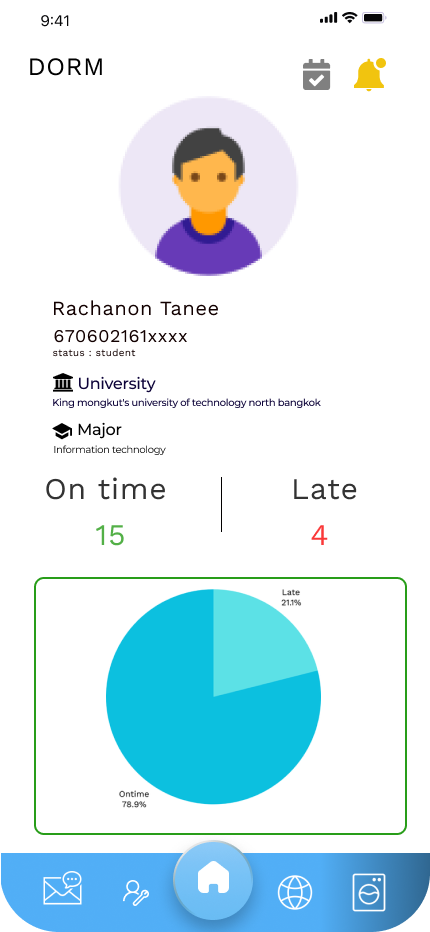 9:41
DORM
Rachanon Tanee
670602161xxxx
status : student
University
King mongkut's university of technology north bangkok
Major
Information technology
On time
Late
15
4
Late
21.1%
Ontime
78.9%